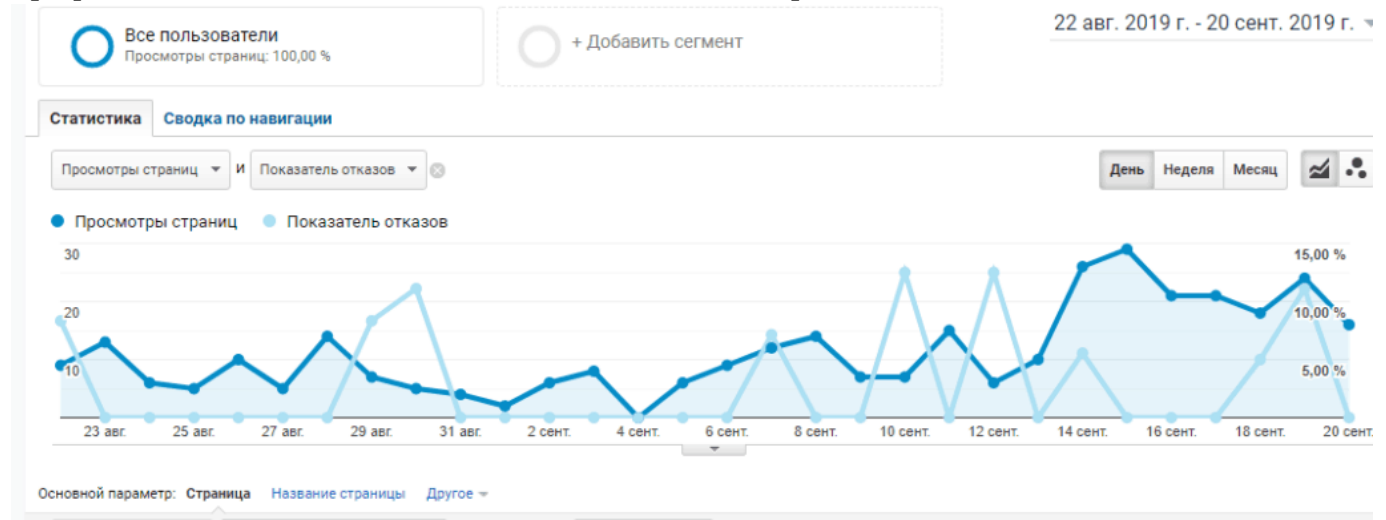 Все пользователи
Просмотры страниц: 100,00 %
+ Добавить сегмент
22 авг. 2019 г. - 20 сент. 2019 г.
Статистика Сводка по навигации
Просмотры страниц и Показатель отказов
День Неделя Месяц
Просмотры страниц Показатель отказов
30 15,00 %
20 10,00 %
10 5,00 %
23 авг. 25 авг. 27 авг. 29 авг. 31 авг. 2 сент. 4 сент. 6 сент. 8 сент. 10 сент. 12 сент. 14 сент. 16 сент. 18 сент. 20 сент.
Основной параметр: Страница Название страницы Другое